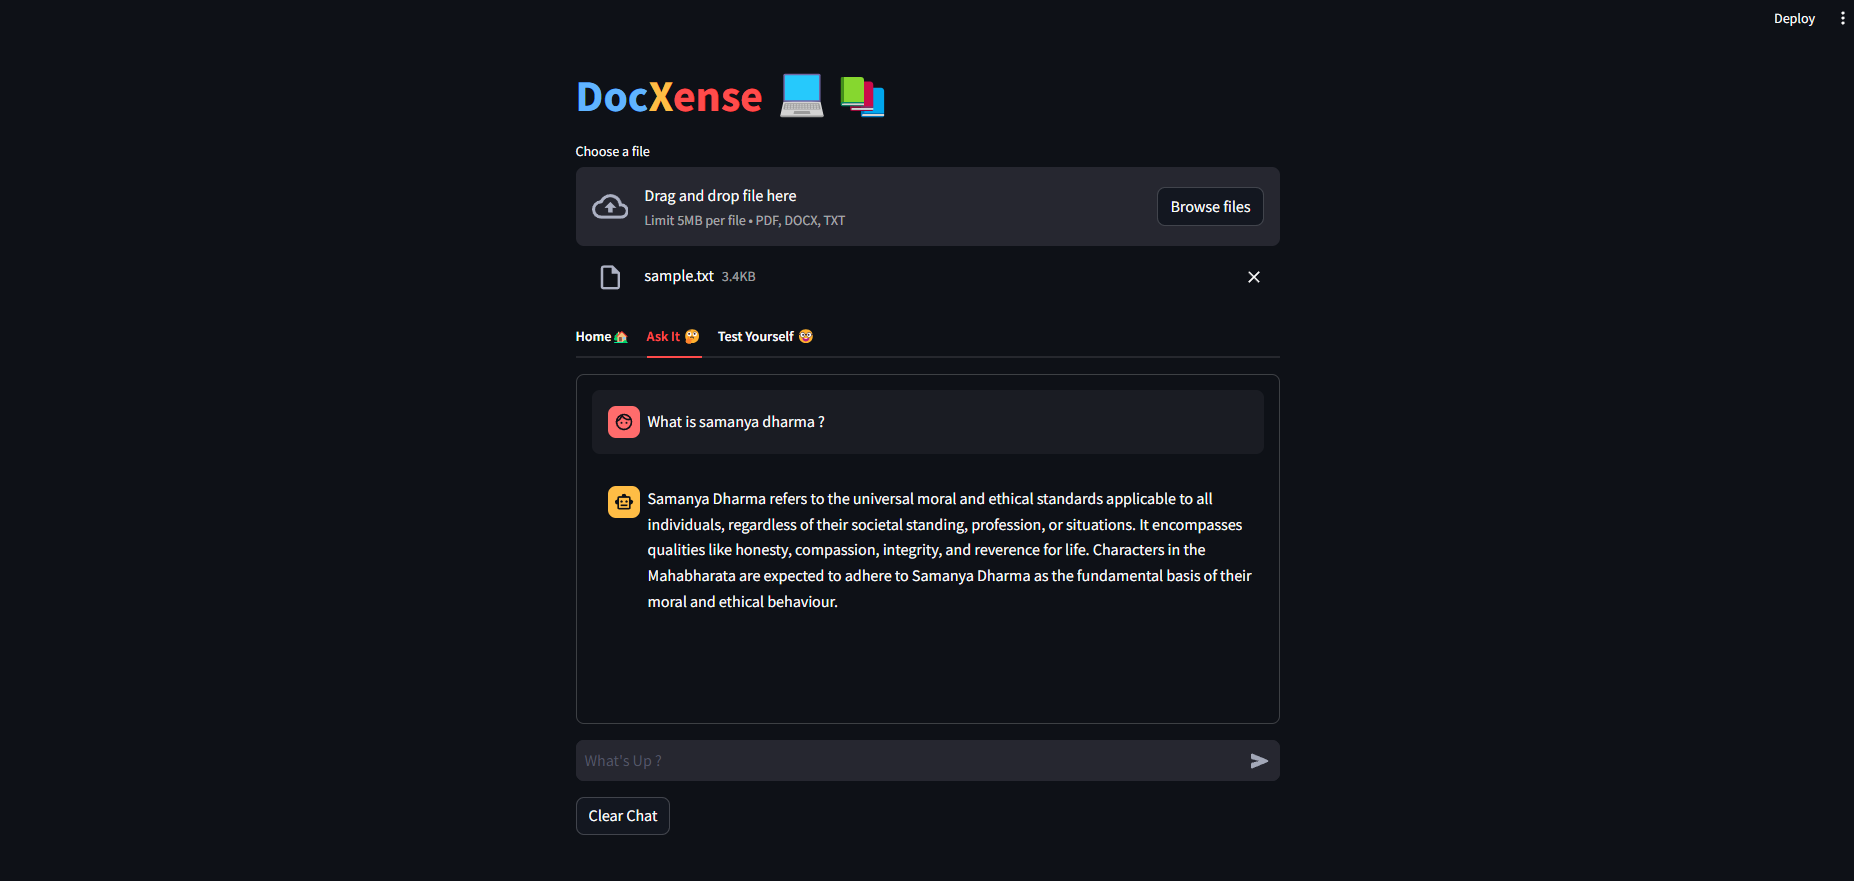 Deploy
DocXense
Choose a file
Drag and drop file here
Limit 5MB per file • PDF, DOCX, TXT
Browse files
sample.txt 3.4KB
Home Ask It Test Yourself
What is samanya dharma ?
Samanya Dharma refers to the universal moral and ethical standards applicable to all
individuals, regardless of their societal standing, profession, or situations. It encompasses
qualities like honesty, compassion, integrity, and reverence for life. Characters in the
Mahabharata are expected to adhere to Samanya Dharma as the fundamental basis of their
moral and ethical behaviour.
What's Up ?
Clear Chat